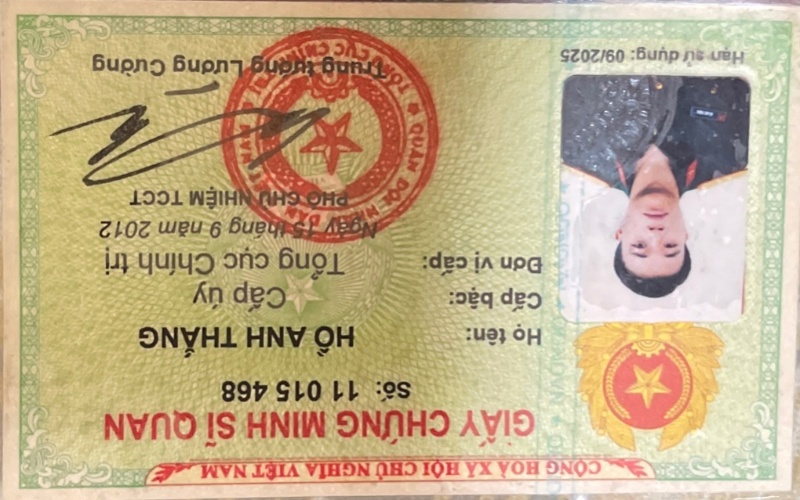 CỘNG HOÀ XÃ HỘI CHỦ NGHĨA VIỆT NAM
GIẤY CHỨNG MINH SĨ QUAN
Số: 11 015 468
Họ tên: HỒ ANH THẮNG
Cấp bậc: Cấp úy
Đơn vị cấp: Tổng cục Chính trị
Ngày 15 tháng 9 năm 2012
PHÓ CHỦ NHIỆM TCCT
QUÂN ĐỘI NHÂN DÂN VIỆT NAM
TỔNG CỤC CHÍNH
Trung tướng Lương Cường
Hạn sử dụng: 09/2025